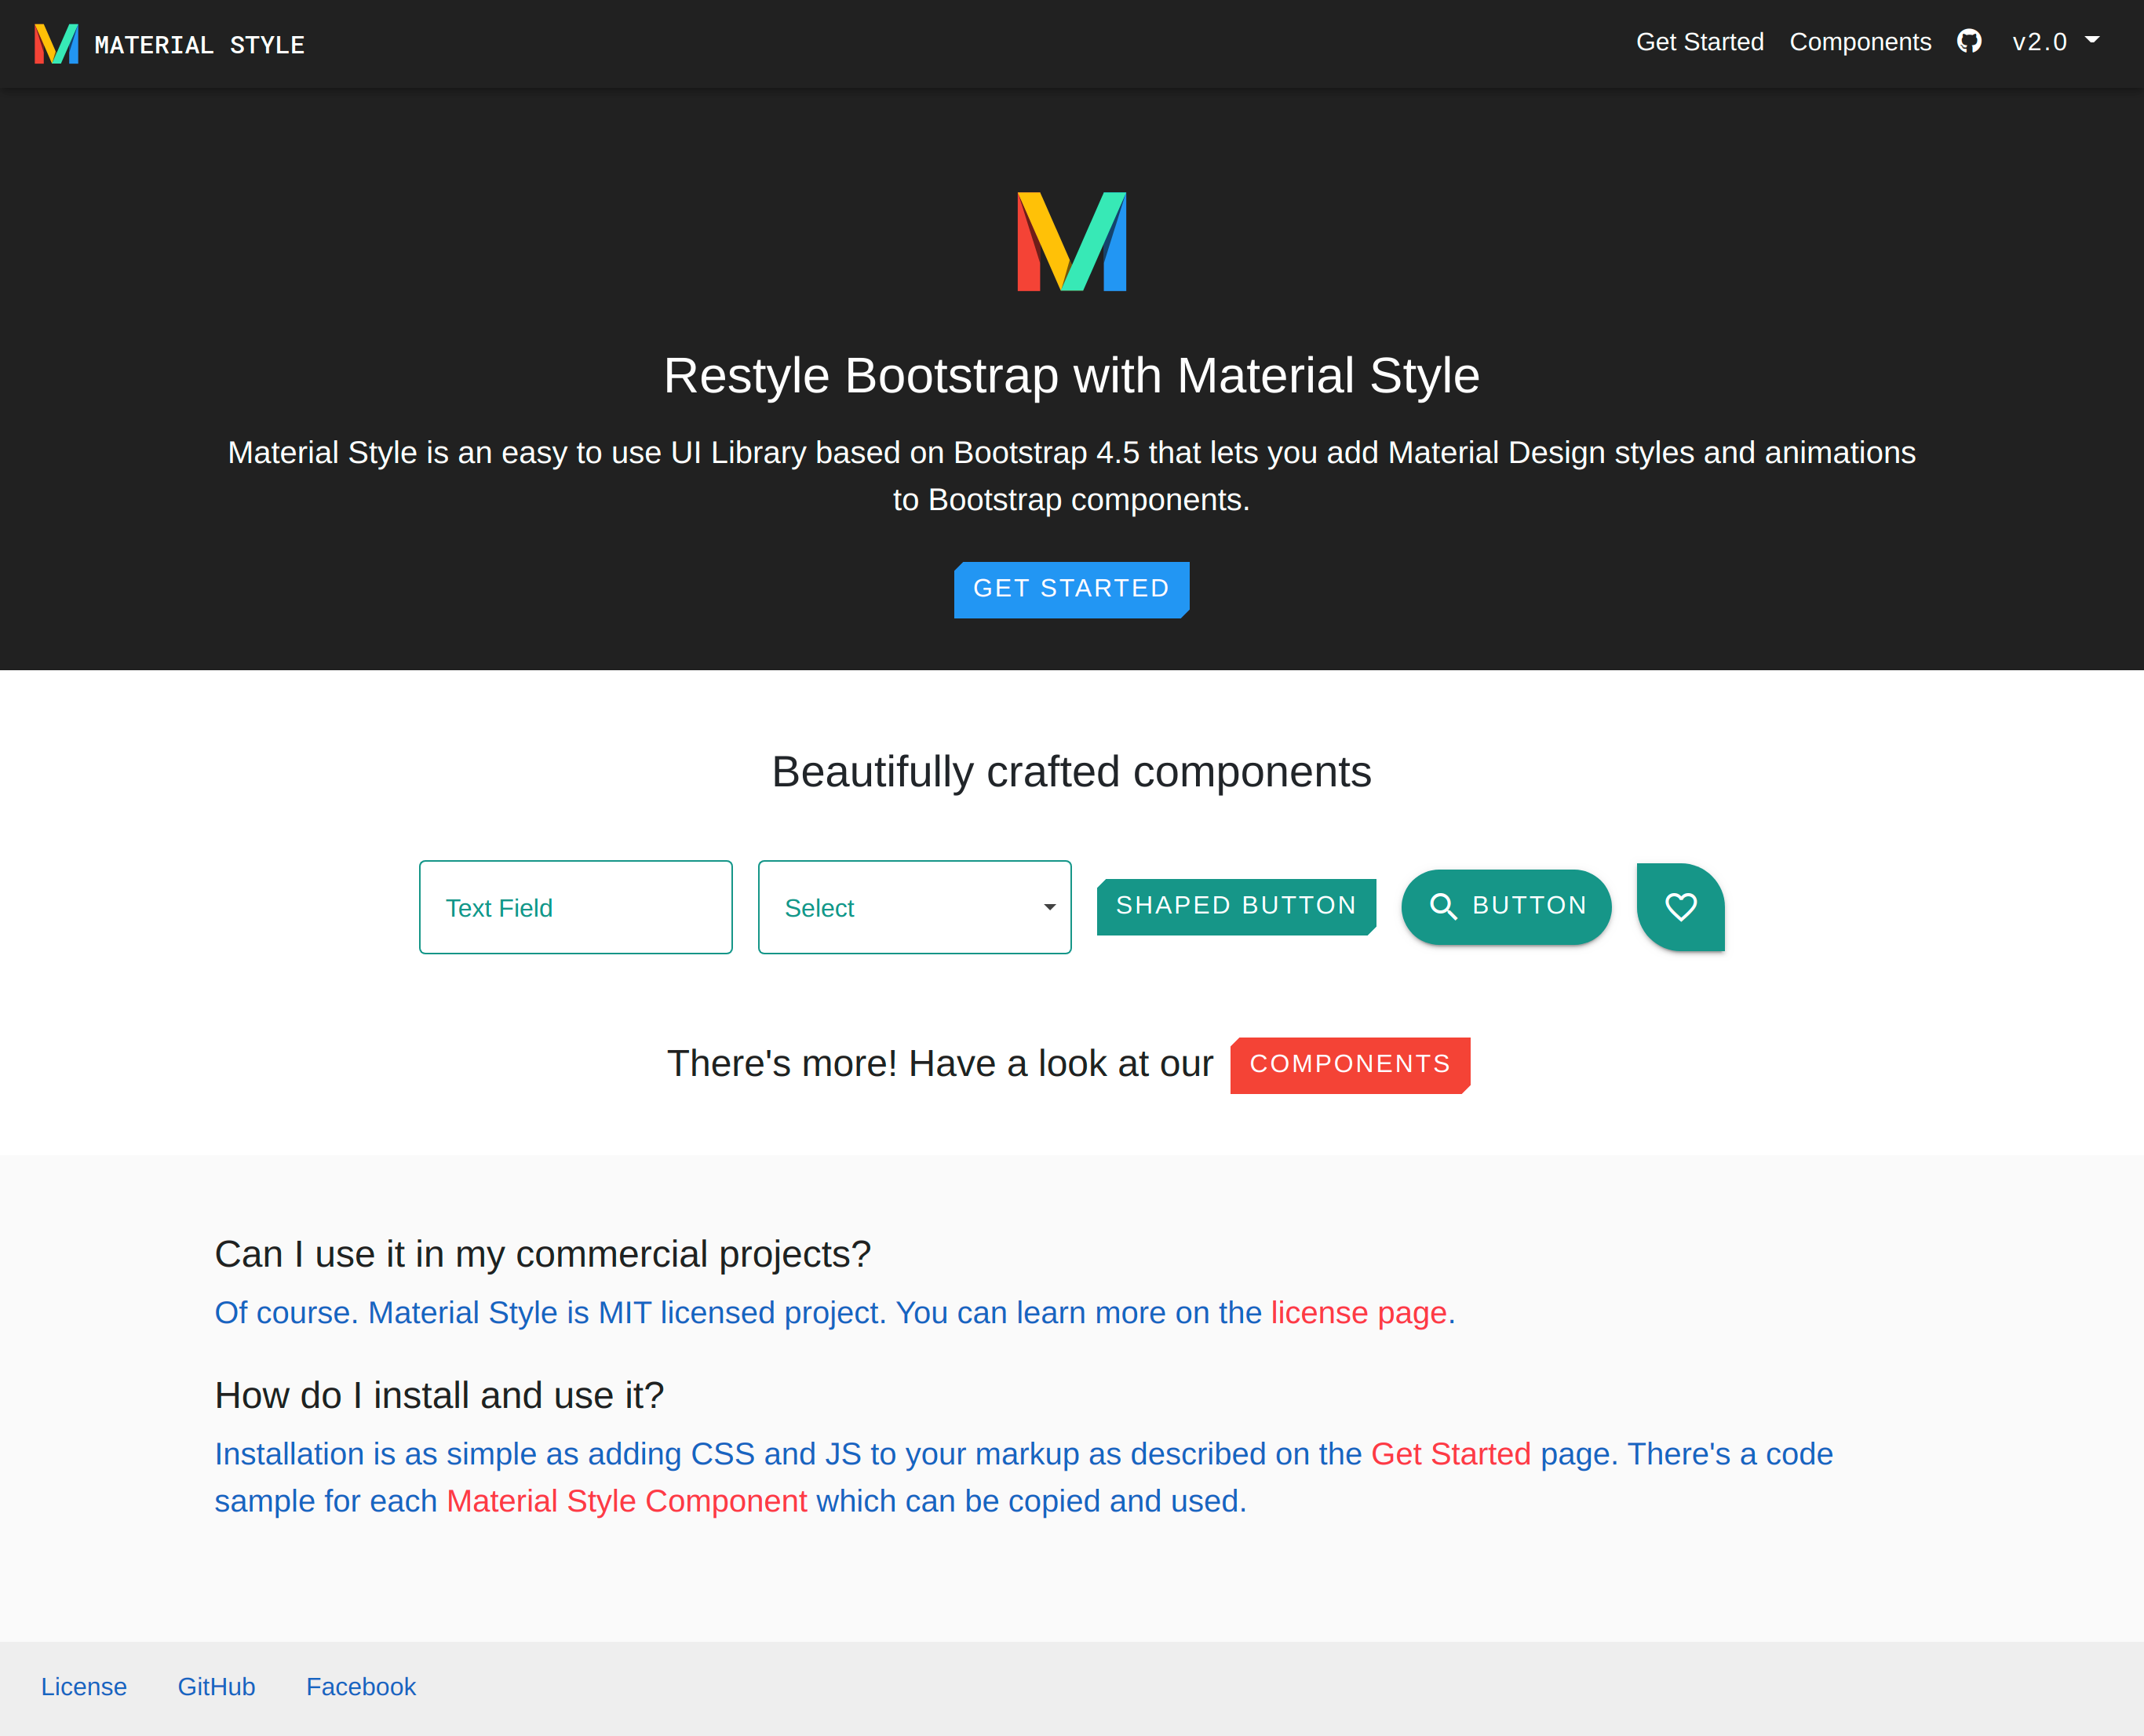 MATERIAL STYLE
Get Started
Components
v2.0
Restyle Bootstrap with Material Style
Material Style is an easy to use UI Library based on Bootstrap 4.5 that lets you add Material Design styles and animations
to Bootstrap components.
GET STARTED
Beautifully crafted components
Text Field
Select
SHAPED BUTTON
BUTTON
There's more! Have a look at our
COMPONENTS
Can I use it in my commercial projects?
Of course. Material Style is MIT licensed project. You can learn more on the license page.
How do I install and use it?
Installation is as simple as adding CSS and JS to your markup as described on the Get Started page. There's a code
sample for each Material Style Component which can be copied and used.
License
GitHub
Facebook